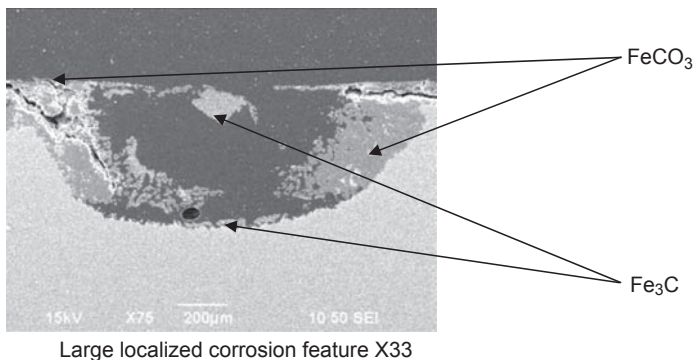 FeCO₃
Fe₃C
15kV X75 200µm 10 50 SEI
Large localized corrosion feature X33